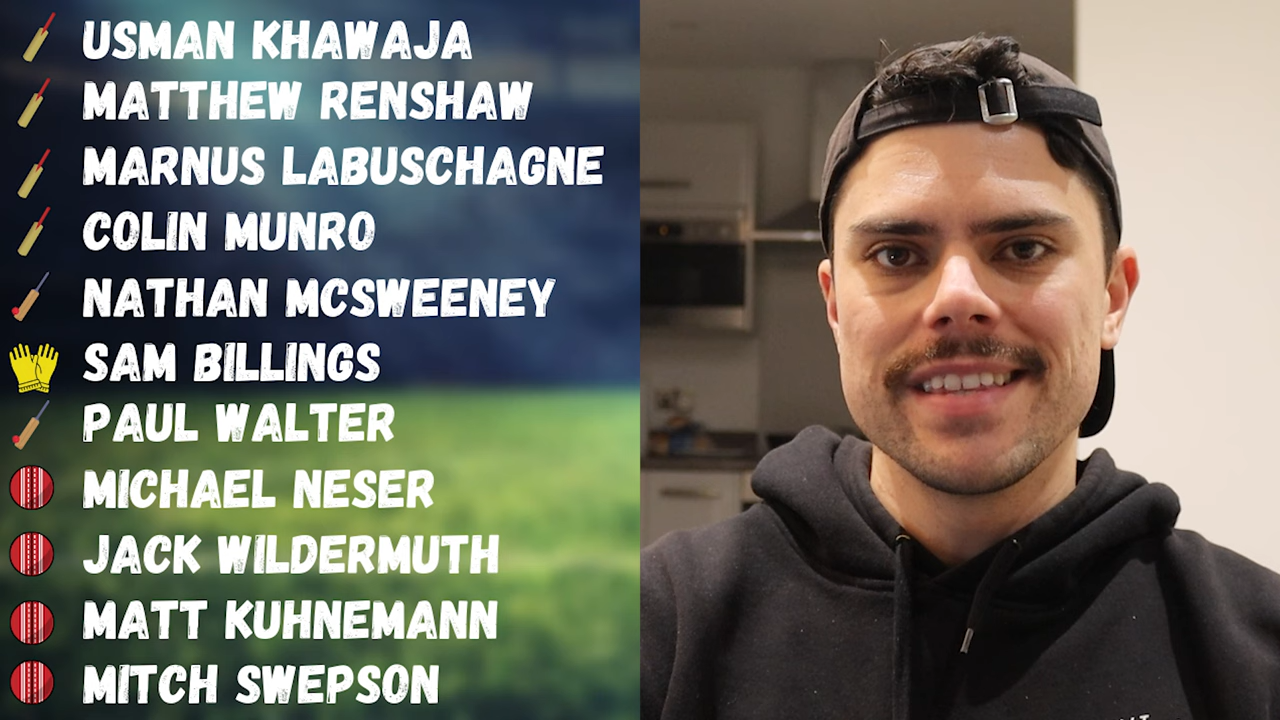 USMAN KHAWAJA
MATTHEW RENSHAW
MARNUS LABUSCHAGNE
COLIN MUNRO
NATHAN MCSWEENEY
SAM BILLINGS
PAUL WALTER
MICHAEL NESER
JACK WILDERMUTH
MATT KUHNEMANN
MITCH SWEPSON